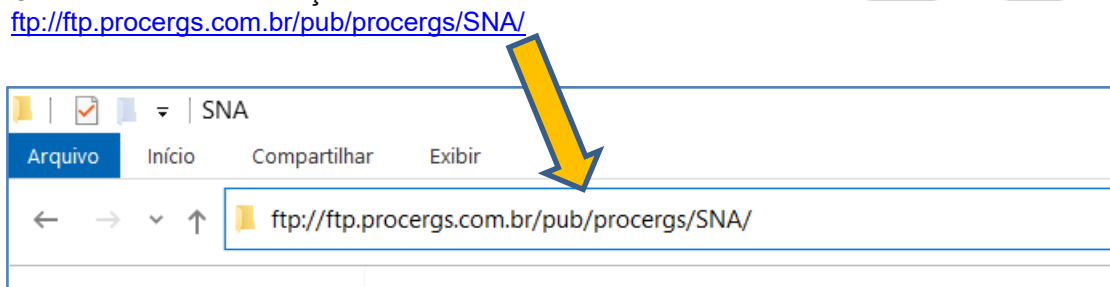 ftp://ftp.procergs.com.br/pub/procergs/SNA/
SNA
Arquivo Início Compartilhar Exibir
ftp://ftp.procergs.com.br/pub/procergs/SNA/